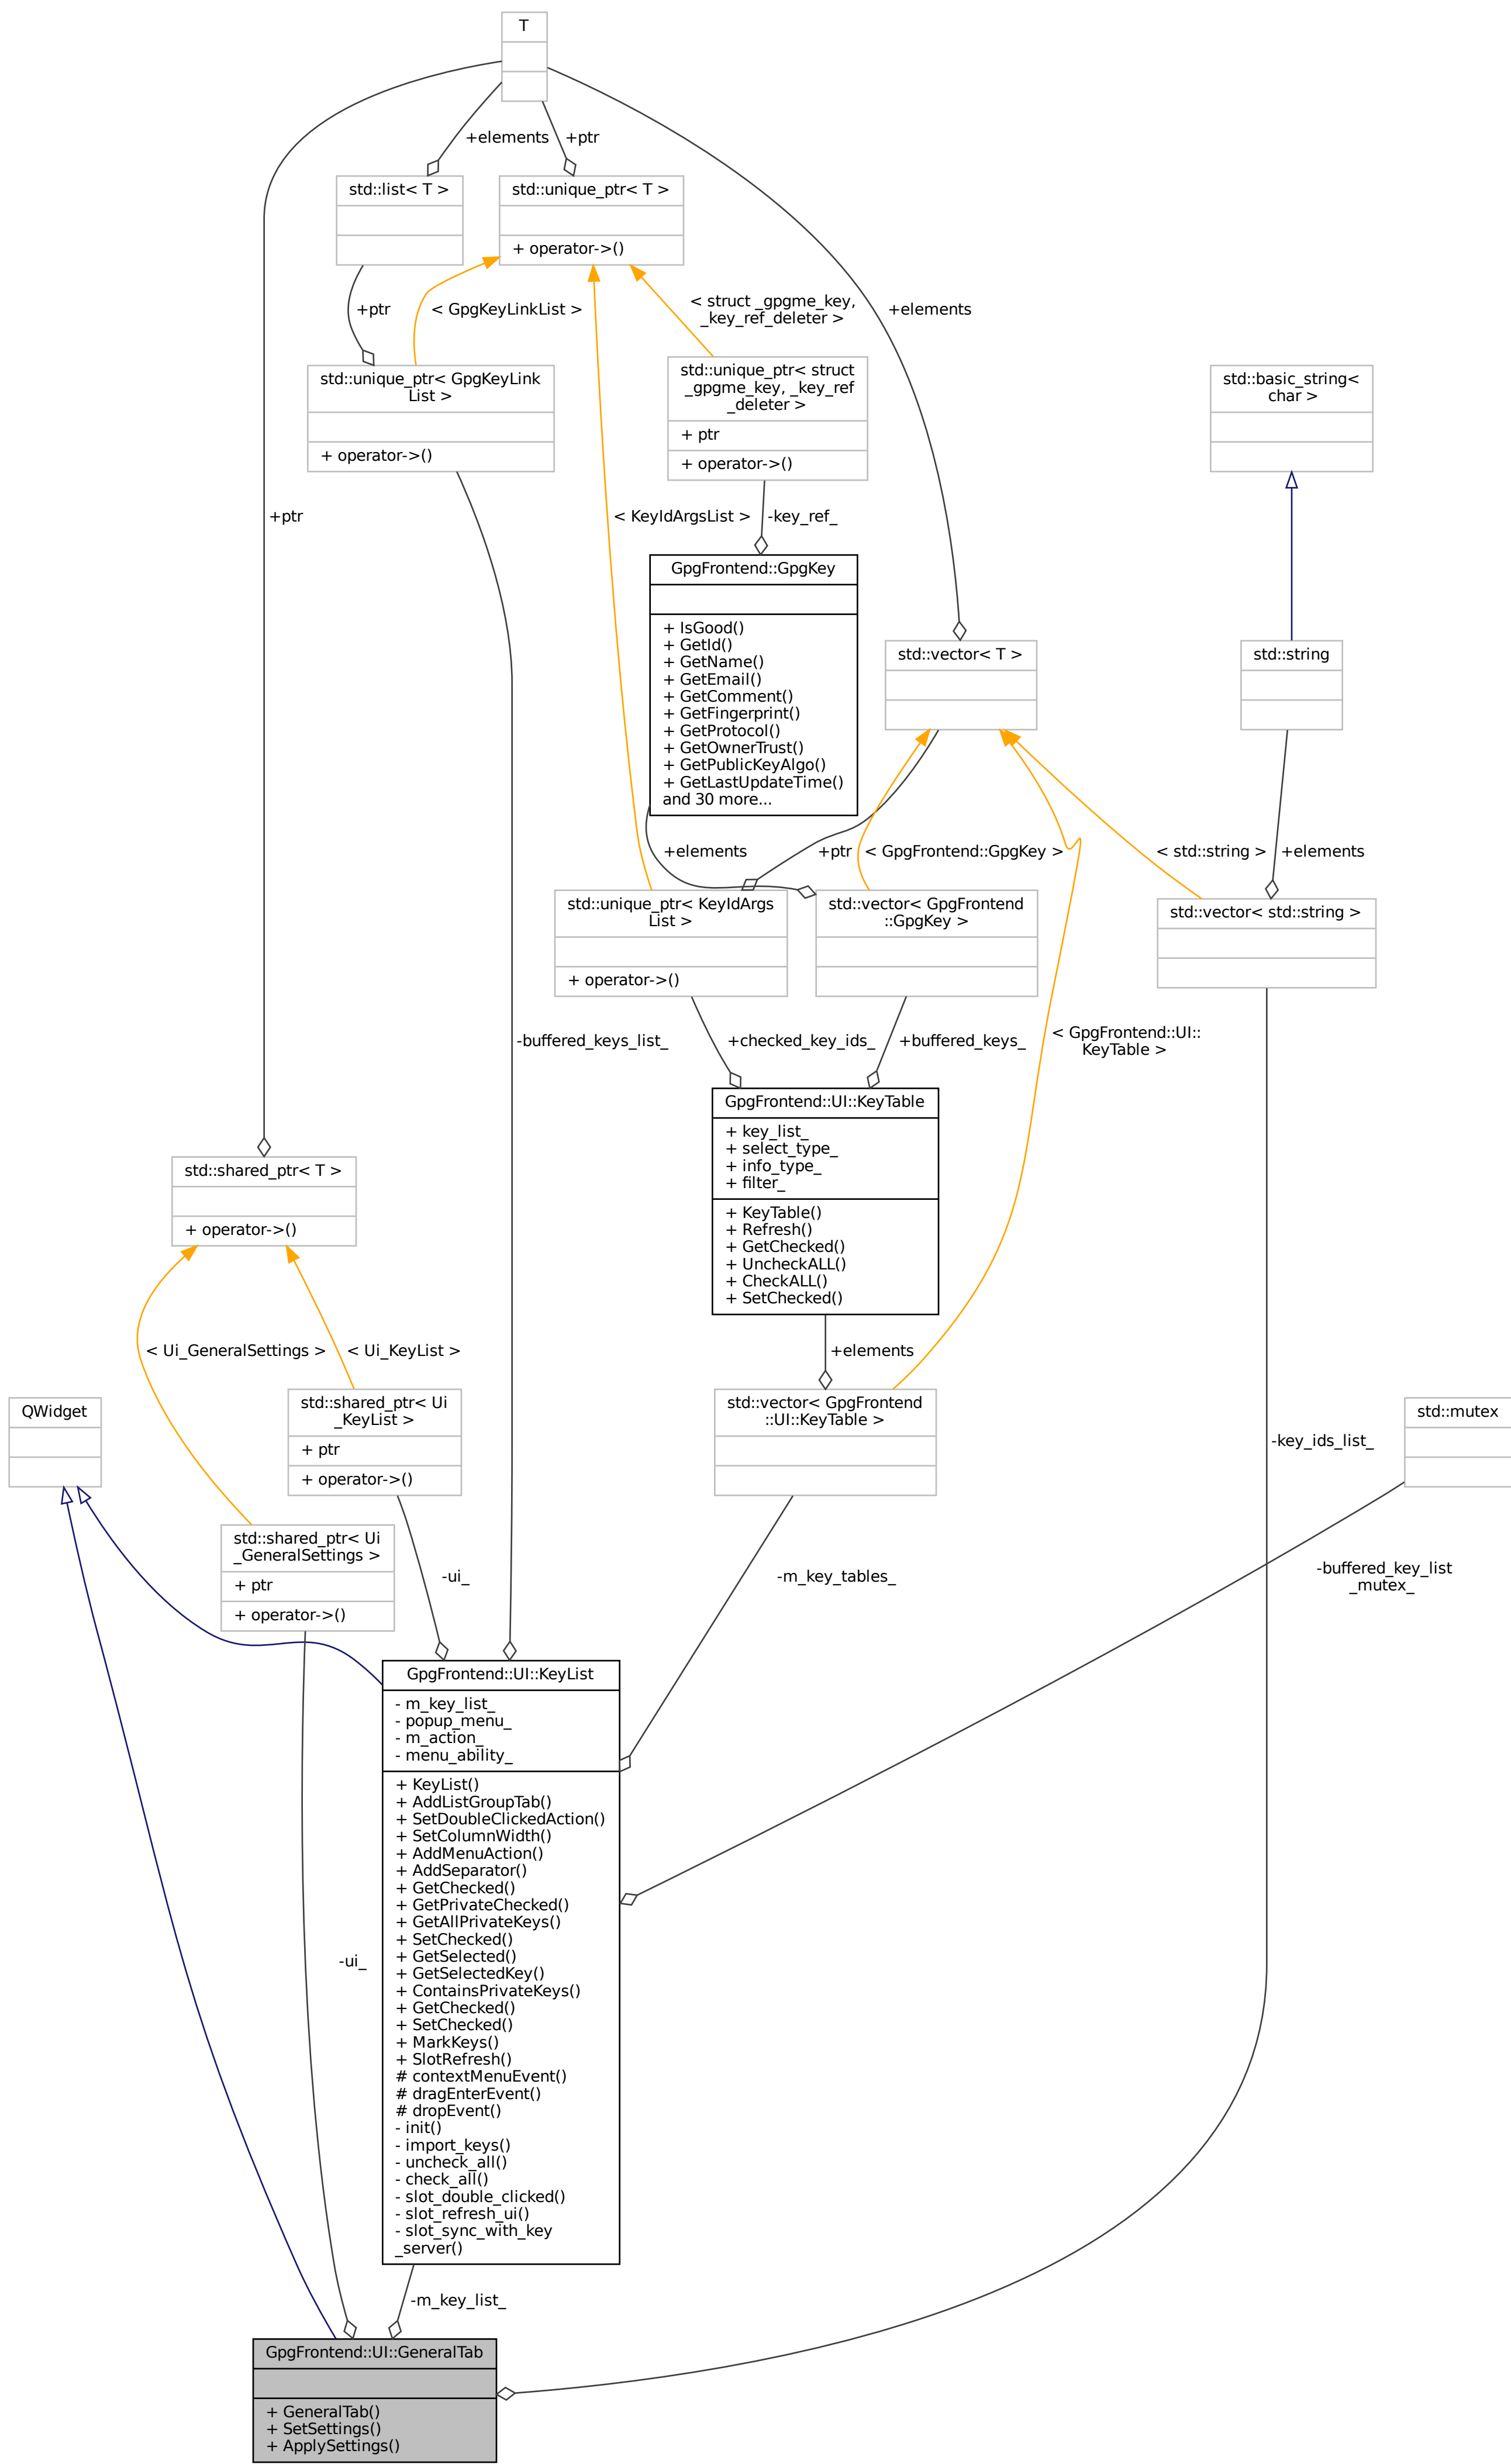 T
+elements
+ptr
std::list< T >
std::unique_ptr< T >
+ operator->()
+ptr
< GpgKeyLinkList >
< struct _gpgme_key,
_key_ref_deleter >
+elements
std::unique_ptr< GpgKeyLink
List >
+ operator->()
std::unique_ptr< struct
_gpgme_key, _key_ref
_deleter >
+ ptr
+ operator->()
std::basic_string<
char >
+ptr
< KeyIdArgsList >
-key_ref_
GpgFrontend::GpgKey
+ IsGood()
+ GetId()
+ GetName()
+ GetEmail()
+ GetComment()
+ GetFingerprint()
+ GetProtocol()
+ GetOwnerTrust()
+ GetPublicKeyAlgo()
+ GetLastUpdateTime()
and 30 more...
std::vector< T >
std::string
+elements
+ptr
< GpgFrontend::GpgKey >
< std::string >
+elements
std::unique_ptr< KeyIdArgs
List >
+ operator->()
std::vector< GpgFrontend
::GpgKey >
std::vector< std::string >
-buffered_keys_list_
+checked_key_ids_
+buffered_keys_
< GpgFrontend::UI::
KeyTable >
GpgFrontend::UI::KeyTable
+ key_list_
+ select_type_
+ info_type_
+ filter_
+ KeyTable()
+ Refresh()
+ GetChecked()
+ UncheckALL()
+ CheckALL()
+ SetChecked()
std::shared_ptr< T >
+ operator->()
< Ui_GeneralSettings >
< Ui_KeyList >
+elements
QWidget
std::shared_ptr< Ui
_KeyList >
+ ptr
+ operator->()
std::vector< GpgFrontend
::UI::KeyTable >
-key_ids_list_
std::mutex
std::shared_ptr< Ui
_GeneralSettings >
+ ptr
+ operator->()
-ui_
-m_key_tables_
-buffered_key_list
_mutex_
GpgFrontend::UI::KeyList
- m_key_list_
- popup_menu_
- m_action_
- menu_ability_
+ KeyList()
+ AddListGroupTab()
+ SetDoubleClickedAction()
+ SetColumnWidth()
+ AddMenuAction()
+ AddSeparator()
+ GetChecked()
+ GetPrivateChecked()
+ GetAllPrivateKeys()
+ SetChecked()
+ GetSelected()
+ GetSelectedKey()
+ ContainsPrivateKeys()
+ GetChecked()
+ SetChecked()
+ MarkKeys()
+ SlotRefresh()
# contextMenuEvent()
# dragEnterEvent()
# dropEvent()
- init()
- import_keys()
- uncheck_all()
- check_all()
- slot_double_clicked()
- slot_refresh_ui()
- slot_sync_with_key
_server()
-ui_
-m_key_list_
GpgFrontend::UI::GeneralTab
+ GeneralTab()
+ SetSettings()
+ ApplySettings()